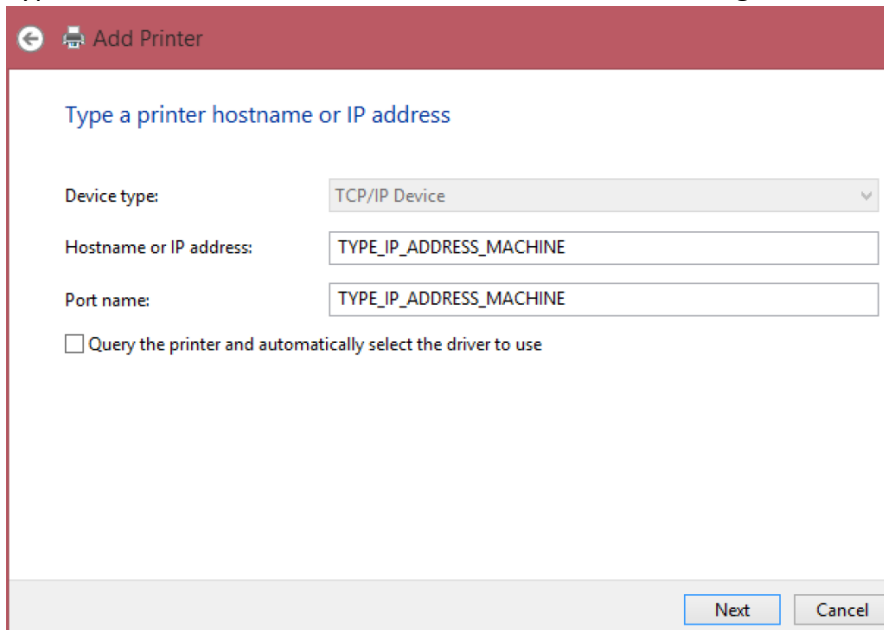 Add Printer
Type a printer hostname or IP address
Device type: TCP/IP Device
Hostname or IP address: TYPE_IP_ADDRESS_MACHINE
Port name: TYPE_IP_ADDRESS_MACHINE
Query the printer and automatically select the driver to use
Next Cancel